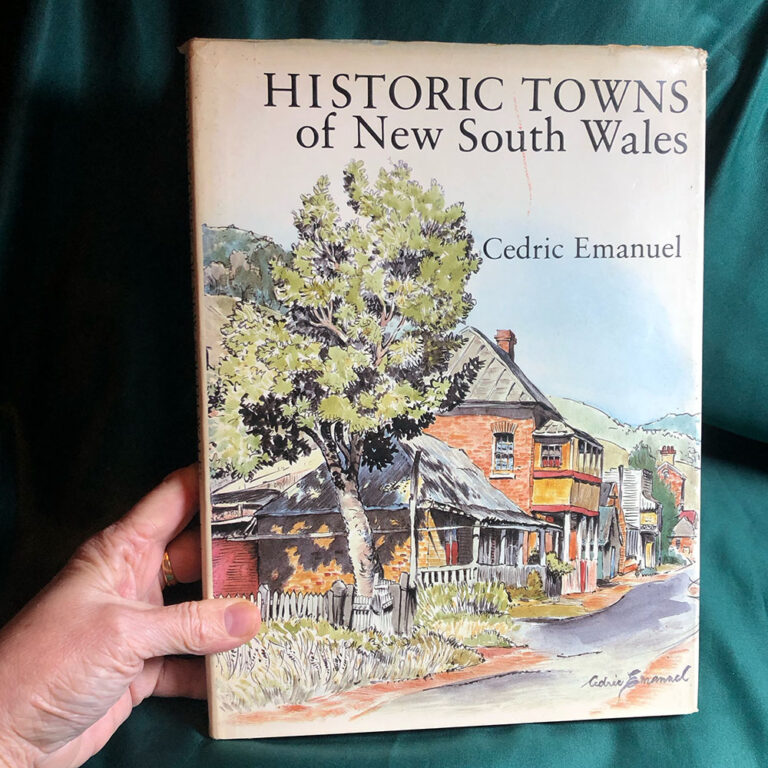 HISTORIC TOWNS
of New South Wales
Cedric Emanuel
Cedric Emanuel